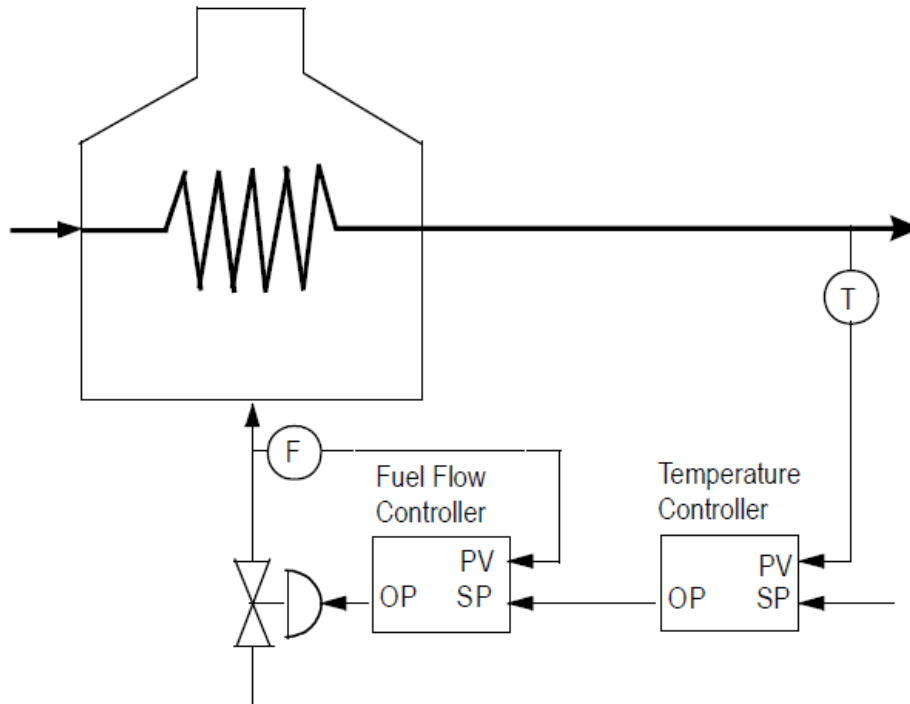 T
F
Fuel Flow
Controller
Temperature
Controller
PV
OP SP
PV
OP SP